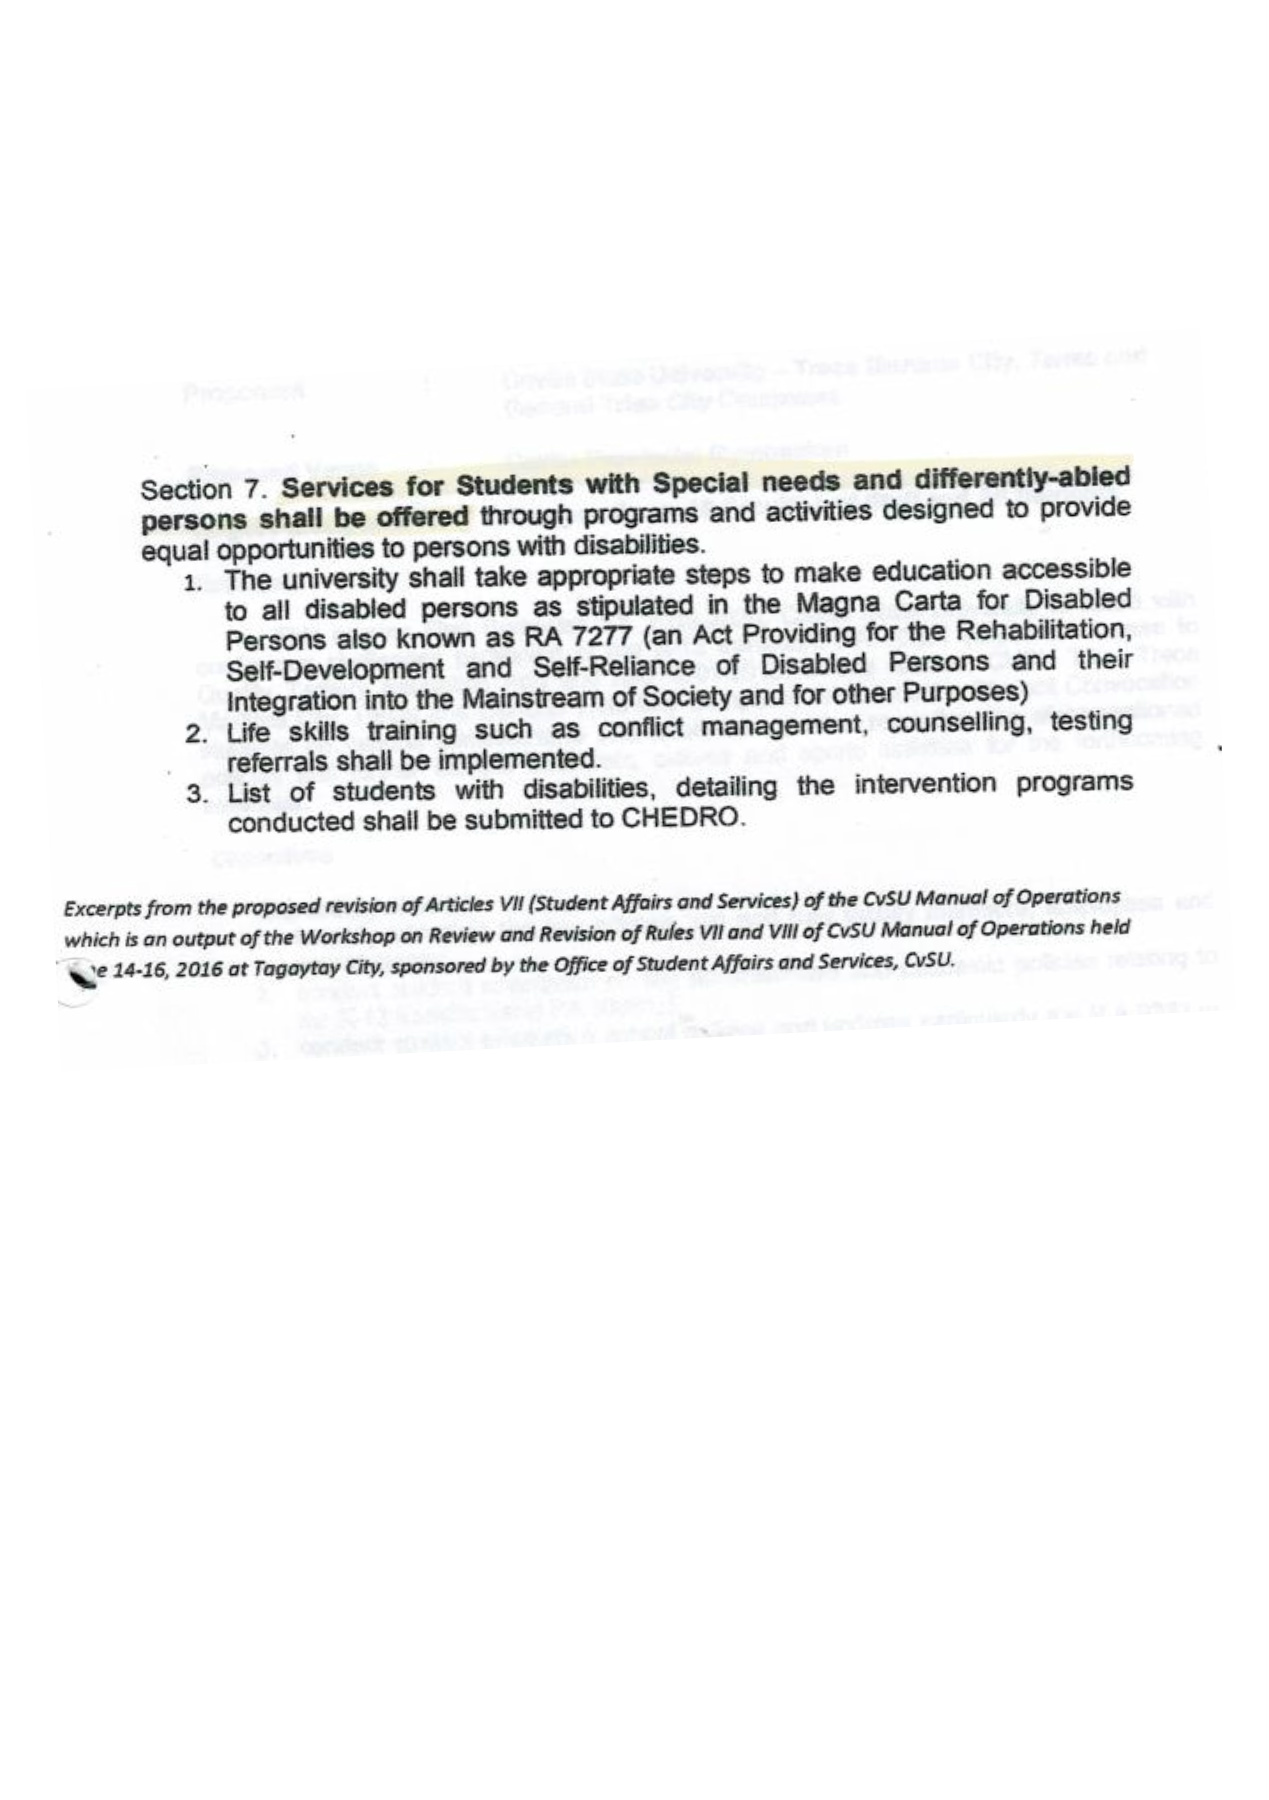 Section 7. Services for Students with Special needs and differently-abled
persons shall be offered through programs and activities designed to provide
equal opportunities to persons with disabilities.
1. The university shall take appropriate steps to make education accessible
to all disabled persons as stipulated in the Magna Carta for Disabled
Persons also known as RA 7277 (an Act Providing for the Rehabilitation,
Self-Development and Self-Reliance of Disabled Persons and their
Integration into the Mainstream of Society and for other Purposes)
2. Life skills training such as conflict management, counselling, testing
referrals shall be implemented.
3. List of students with disabilities, detailing the intervention programs
conducted shall be submitted to CHEDRO.
Excerpts from the proposed revision of Articles VII (Student Affairs and Services) of the CvSU Manual of Operations
which is an output of the Workshop on Review and Revision of Rules VII and VIII of CvSU Manual of Operations held
14-16, 2016 at Tagaytay City, sponsored by the Office of Student Affairs and Services, CvSU.